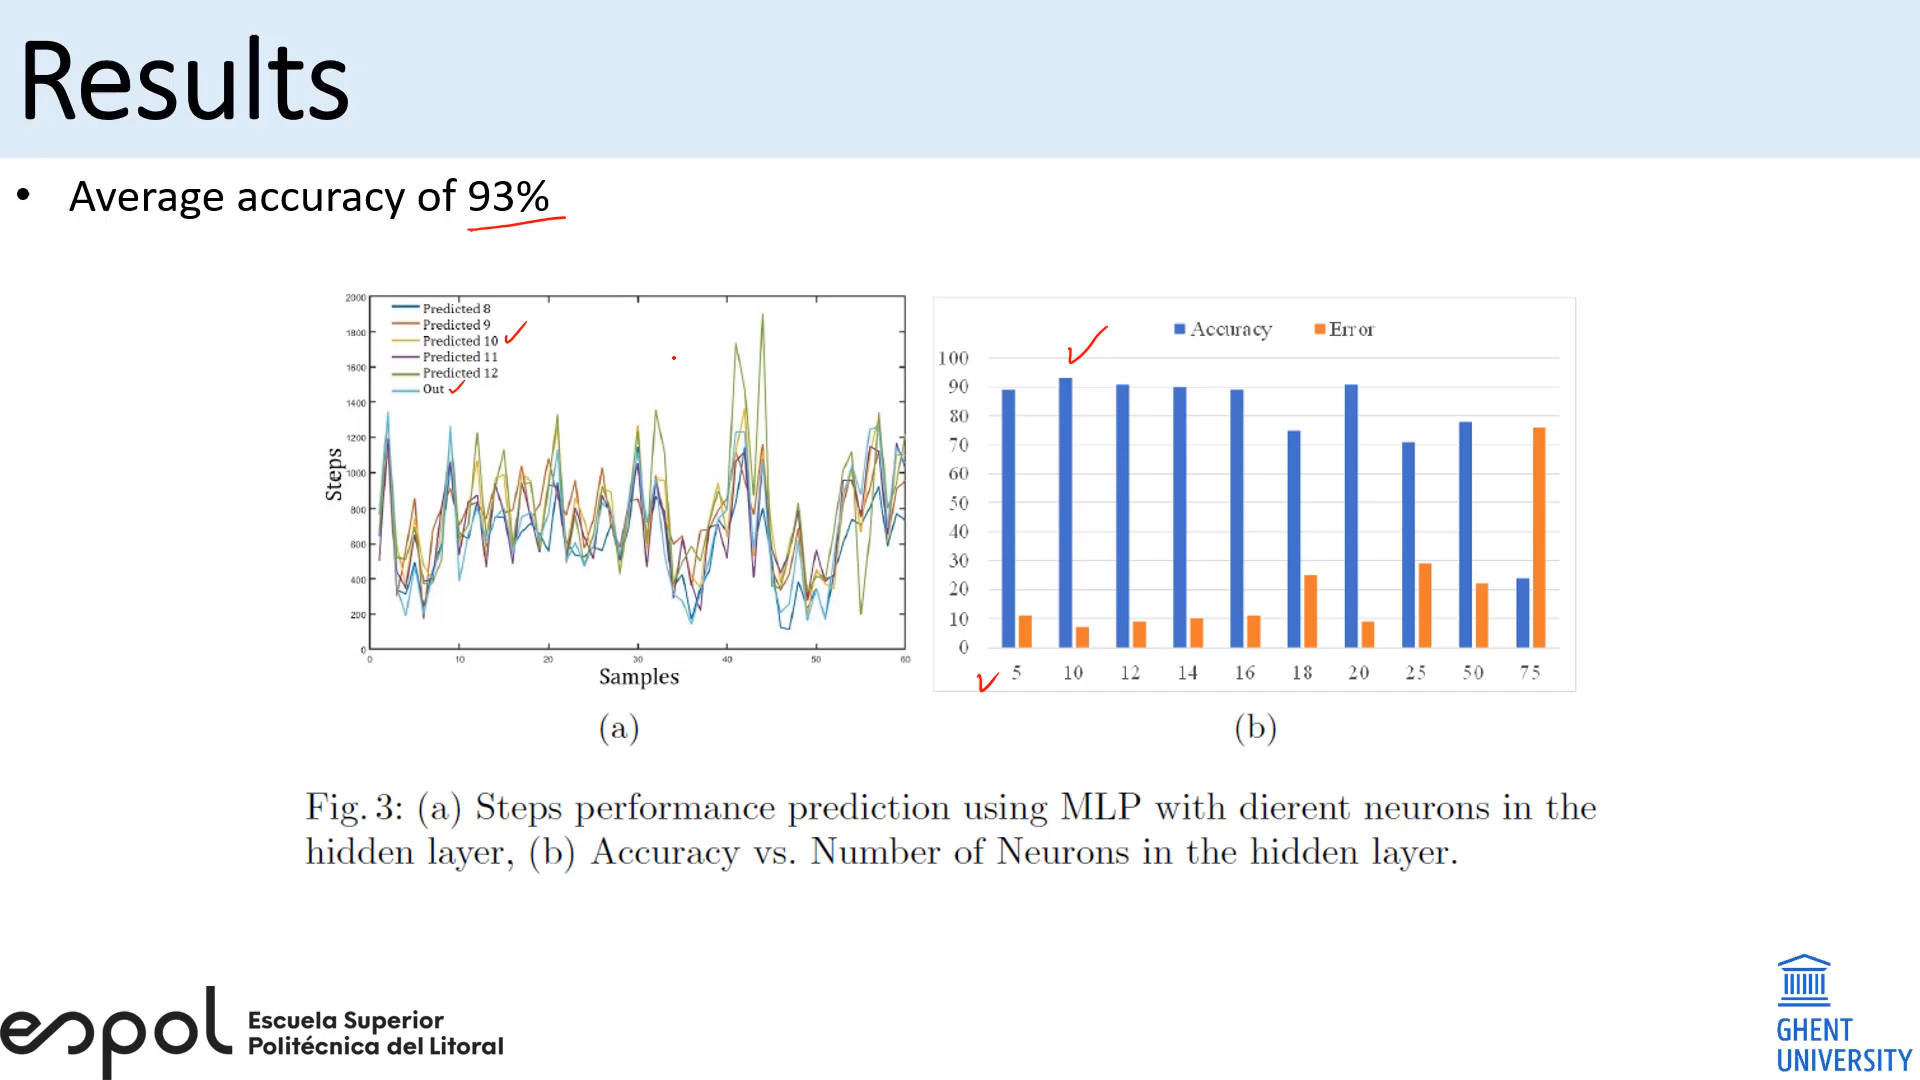 Results
• Average accuracy of 93%
2000
1800
1600
1400
1200
1000
800
600
400
200
0
Steps
Predicted 8
Predicted 9
Predicted 10
Predicted 11
Predicted 12
Out
0 10 20 30 40 50 60
Samples
(a)
Accuracy Error
100
90
80
70
60
50
40
30
20
10
0
5 10 12 14 16 18 20 25 50 75
(b)
Fig. 3: (a) Steps performance prediction using MLP with dierent neurons in the
hidden layer, (b) Accuracy vs. Number of Neurons in the hidden layer.
espol
Escuela Superior
Politécnica del Litoral
GHENT
UNIVERSITY